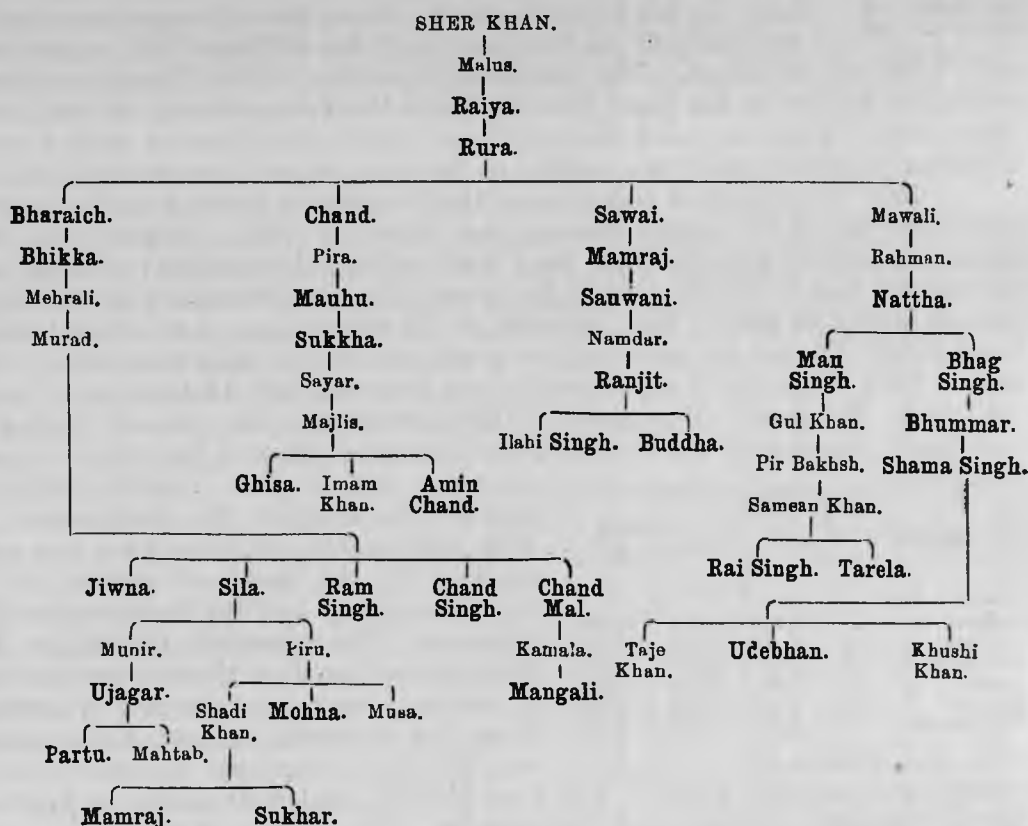 SHER KHAN.
Malus.
Raiya.
Rura.
Bharaich. Chand. Sawai. Mawali.
Bhikka. Pira. Mamraj. Rahman.
Mehrali. Mauhu. Sauwani. Nattha.
Murad. Sukkha. Namdar.
Man Bhag
Singh. Singh.
Sayar. Ranjit.
Majlis. Gul Khan. Bhummar.
Ilahi Singh. Buddha.
Pir Bakhsh. Shama Singh.
Ghisa. Imam Amin
Khan. Chand.
Samean Khan.
Rai Singh. Tarela.
Jiwna. Sila. Ram Chand Chand
Singh. Singh. Mal.
Munir. Piru. Kamala. Taje Udebhan. Khushi
Khan. Khan.
Ujagar. Mangali.
Shadi Mohna. Musa.
Khan.
Partu. Mahtab.
Mamraj. Sukhar.